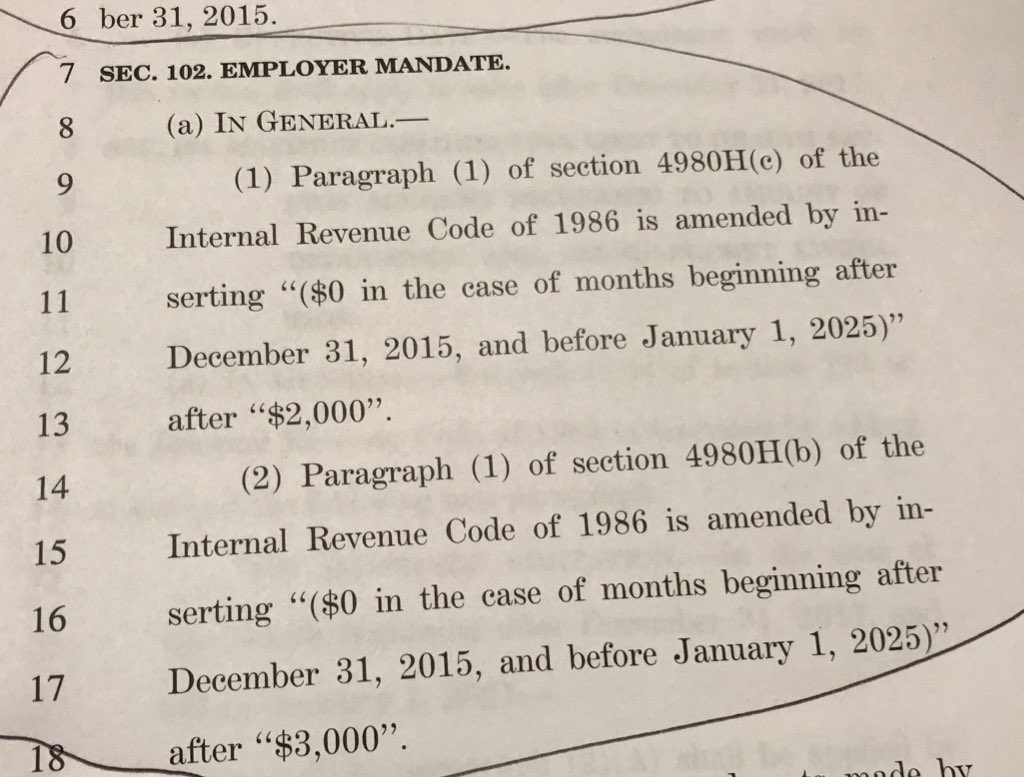 6 ber 31, 2015.
7 SEC. 102. EMPLOYER MANDATE.
8 (a) IN GENERAL.—
9 (1) Paragraph (1) of section 4980H(c) of the
10 Internal Revenue Code of 1986 is amended by in-
11 serting “($0 in the case of months beginning after
12 December 31, 2015, and before January 1, 2025)”
13 after “$2,000”.
14 (2) Paragraph (1) of section 4980H(b) of the
15 Internal Revenue Code of 1986 is amended by in-
16 serting “($0 in the case of months beginning after
17 December 31, 2015, and before January 1, 2025)”
18 after “$3,000”.
made by